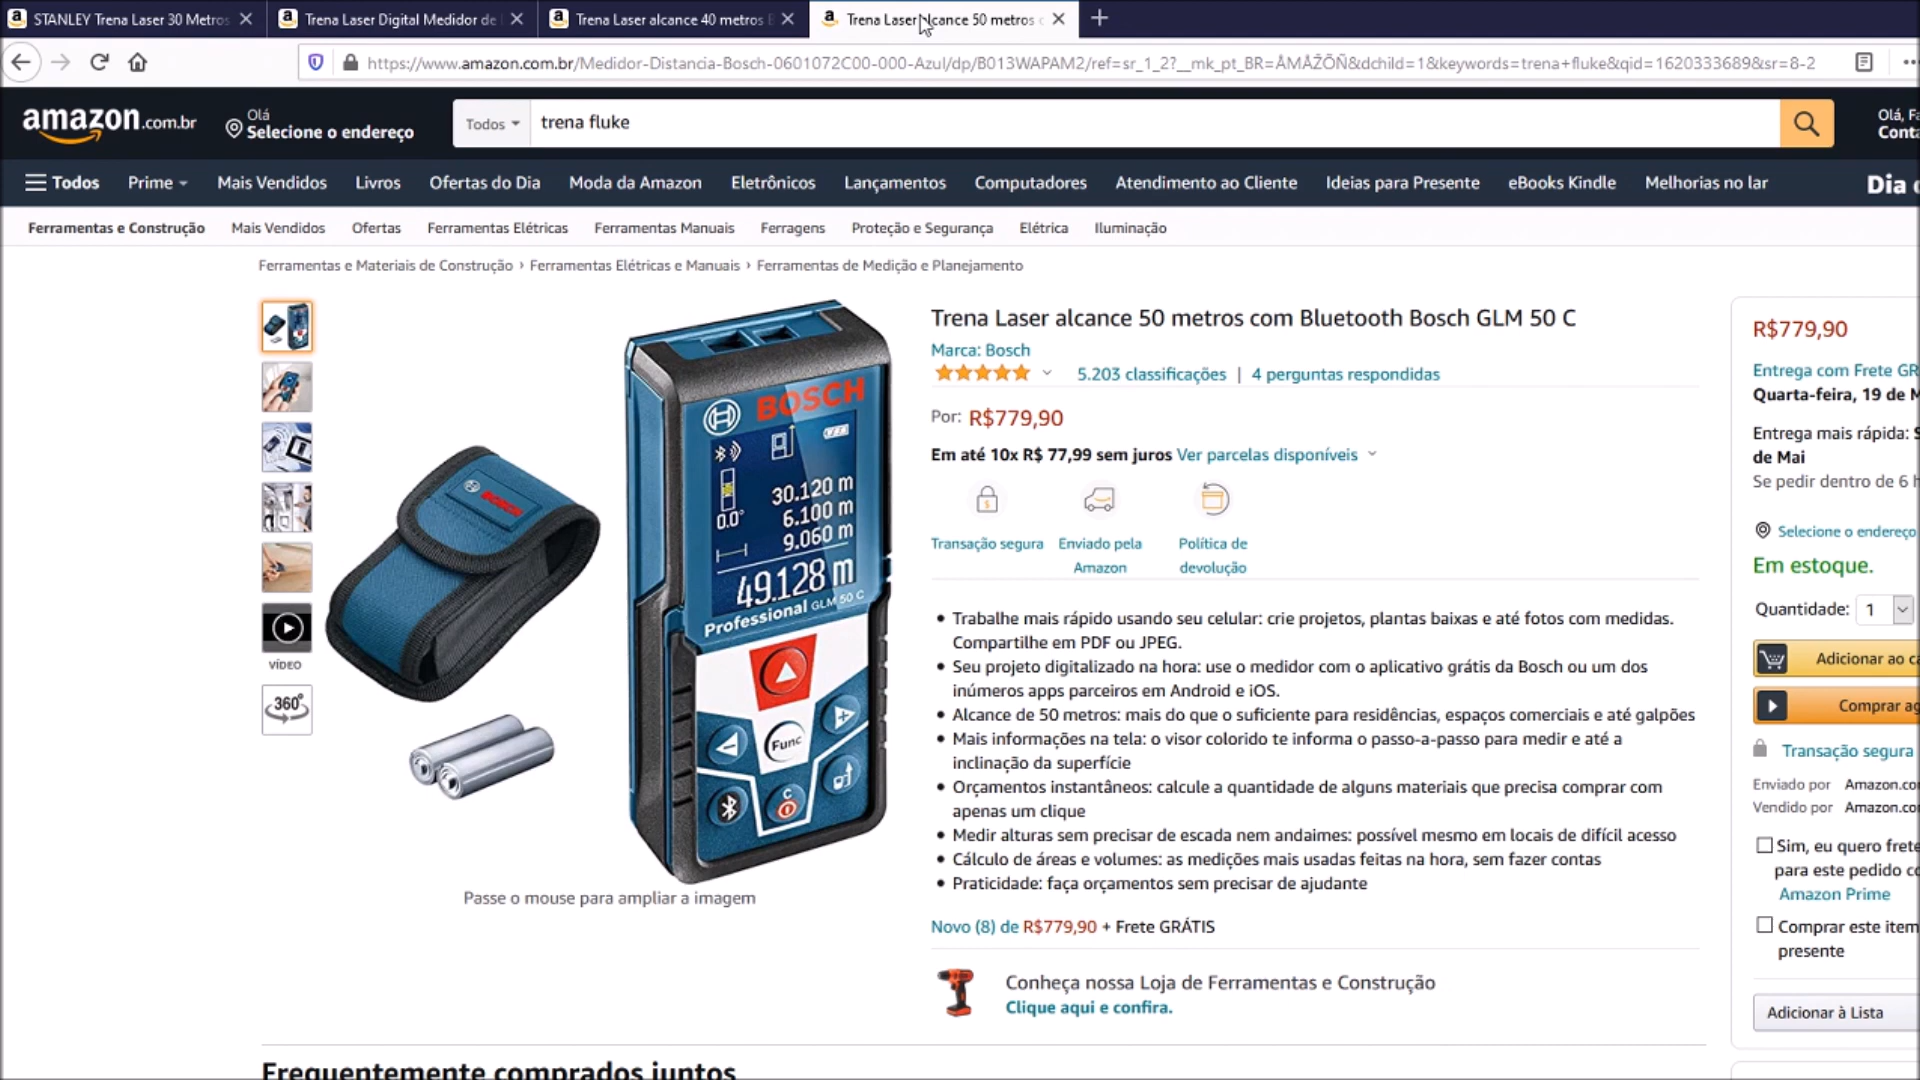 STANLEY Trena Laser 30 Metros
Trena Laser Digital Medidor de
Trena Laser alcance 40 metros
Trena Laser alcance 50 metros
https://www.amazon.com.br/Medidor-Distancia-Bosch-0601072C00-000-Azul/dp/B013WAPAM2/ref=sr_1_2?__mk_pt_BR=ÅMÅŽÕÑ&dchild=1&keywords=trena+fluke&qid=1620333689&sr=8-2
amazon.com.br
Olá
Selecione o endereço
Todos
trena fluke
Olá,
Todos
Prime
Mais Vendidos
Livros
Ofertas do Dia
Moda da Amazon
Eletrônicos
Lançamentos
Computadores
Atendimento ao Cliente
Ideias para Presente
eBooks Kindle
Melhorias no lar
Dia
Ferramentas e Construção
Mais Vendidos
Ofertas
Ferramentas Elétricas
Ferramentas Manuais
Ferragens
Proteção e Segurança
Elétrica
Iluminação
Ferramentas e Materiais de Construção › Ferramentas Elétricas e Manuais › Ferramentas de Medição e Planejamento
VÍDEO
360°
BOSCH
BOSCH
30.120 m
0.0°
6.100 m
9.060 m
49.128 m
Professional GLM 50 C
Func
C
Passe o mouse para ampliar a imagem
Trena Laser alcance 50 metros com Bluetooth Bosch GLM 50 C
Marca: Bosch
5.203 classificações | 4 perguntas respondidas
Por: R$779,90
Em até 10x R$ 77,99 sem juros Ver parcelas disponíveis
Transação segura
Enviado pela
Amazon
Política de
devolução
• Trabalhe mais rápido usando seu celular: crie projetos, plantas baixas e até fotos com medidas.
Compartilhe em PDF ou JPEG.
• Seu projeto digitalizado na hora: use o medidor com o aplicativo grátis da Bosch ou um dos
inúmeros apps parceiros em Android e iOS.
• Alcance de 50 metros: mais do que o suficiente para residências, espaços comerciais e até galpões
• Mais informações na tela: o visor colorido te informa o passo-a-passo para medir e até a
inclinação da superfície
• Orçamentos instantâneos: calcule a quantidade de alguns materiais que precisa comprar com
apenas um clique
• Medir alturas sem precisar de escada nem andaimes: possível mesmo em locais de difícil acesso
• Cálculo de áreas e volumes: as medições mais usadas feitas na hora, sem fazer contas
• Praticidade: faça orçamentos sem precisar de ajudante
Novo (8) de R$779,90 + Frete GRÁTIS
Conheça nossa Loja de Ferramentas e Construção
Clique aqui e confira.
R$779,90
Entrega com Frete GR
Quarta-feira, 19 de M
Entrega mais rápida: S
de Mai
Se pedir dentro de 6 h
Selecione o endereço
Em estoque.
Quantidade: 1
Adicionar ao ca
Comprar ag
Transação segura
Enviado por Amazon.co
Vendido por Amazon.co
Sim, eu quero frete
para este pedido co
Amazon Prime
Comprar este item
presente
Adicionar à Lista
Frequentemente comprados juntos